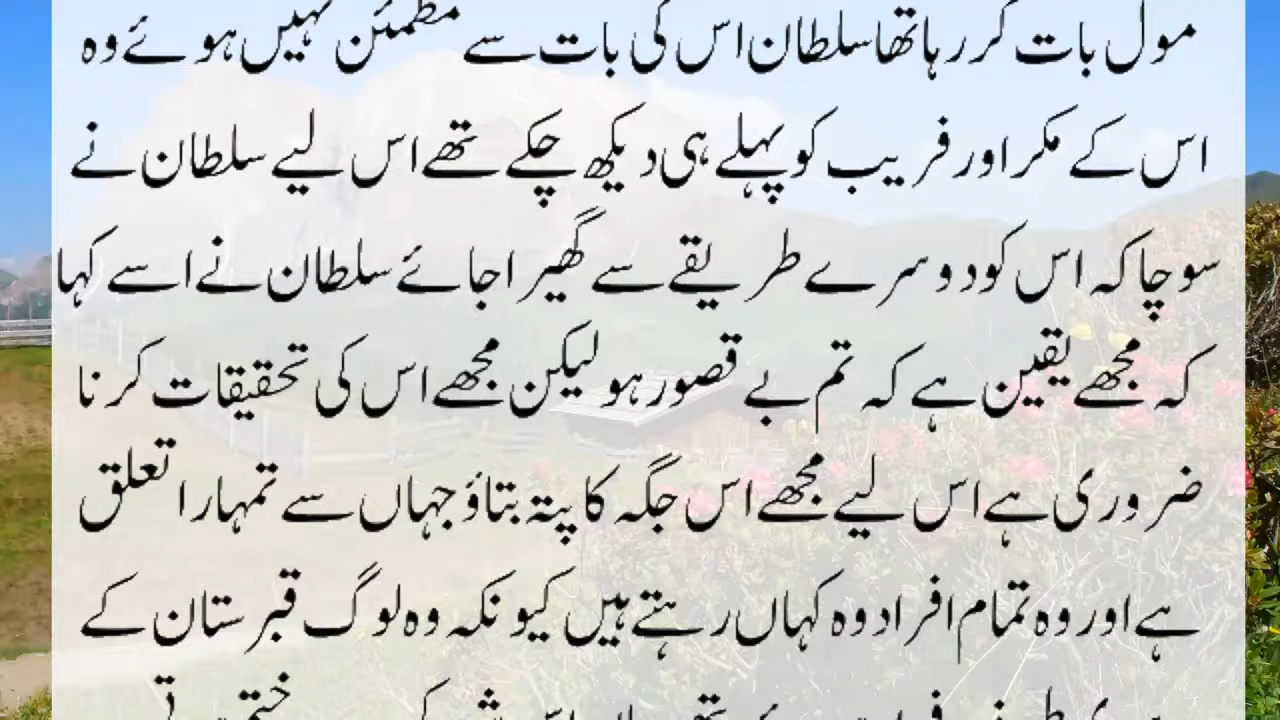 مول بات کر رہا تھا سلطان اس کی بات سے مطمئن نہیں ہوئے وہ
اس کے مکر اور فریب کو پہلے ہی دیکھ چکے تھے اس لیے سلطان نے
سوچا کہ اس کو دوسرے طریقے سے گھیرا جائے سلطان نے اسے کہا
کہ مجھے یقین ہے کہ تم بے قصور ہو لیکن مجھے اس کی تحقیقات کرنا
ضروری ہے اس لیے مجھے اس جگہ کا پتہ بتاؤ جہاں سے تمہارا تعلق
ہے اور وہ تمام افراد وہ کہاں رہتے ہیں کیونکہ وہ لوگ قبرستان کے